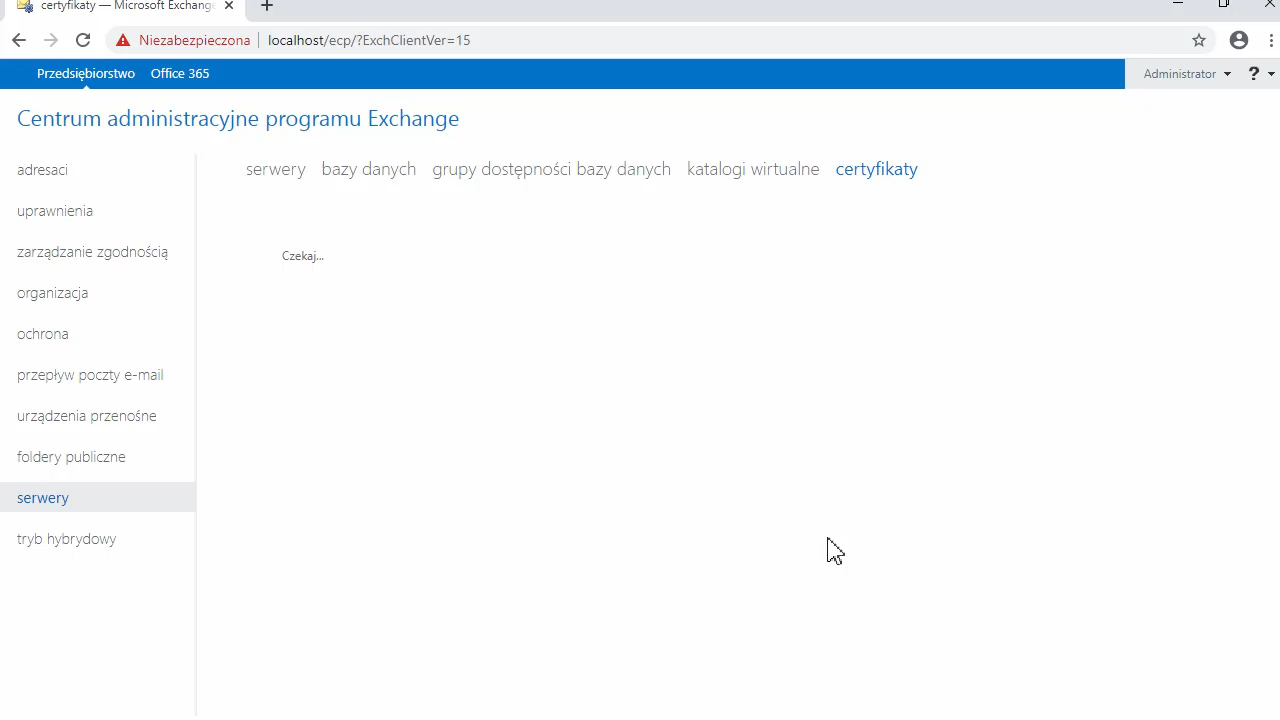 certyfikaty — Microsoft Exchange
Niezabezpieczona localhost/ecp/?ExchClientVer=15
Przedsiębiorstwo Office 365 Administrator ?
Centrum administracyjne programu Exchange
adresaci
uprawnienia
zarządzanie zgodnością
organizacja
ochrona
przepływ poczty e-mail
urządzenia przenośne
foldery publiczne
serwery
tryb hybrydowy
serwery bazy danych grupy dostępności bazy danych katalogi wirtualne certyfikaty
Czekaj...